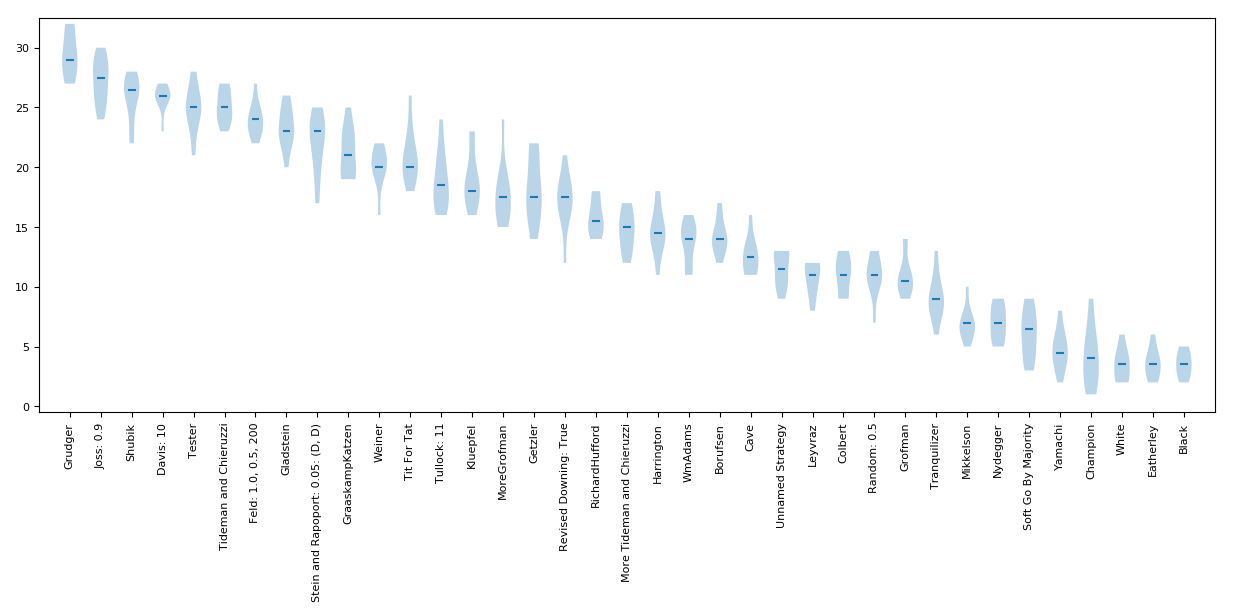 30
25
20
15
10
5
0
Grudger
Joss: 0.9
Shubik
Davis: 10
Tester
Tideman and Chieruzzi
Feld: 1.0, 0.5, 200
Gladstein
Stein and Rapoport: 0.05: (D, D)
GraaskampKatzen
Weiner
Tit For Tat
Tullock: 11
Kluepfel
MoreGrofman
Getzler
Revised Downing: True
RichardHufford
More Tideman and Chieruzzi
Harrington
WmAdams
Borufsen
Cave
Unnamed Strategy
Leyvraz
Colbert
Random: 0.5
Grofman
Tranquilizer
Mikkelson
Nydegger
Soft Go By Majority
Yamachi
Champion
White
Eatherley
Black